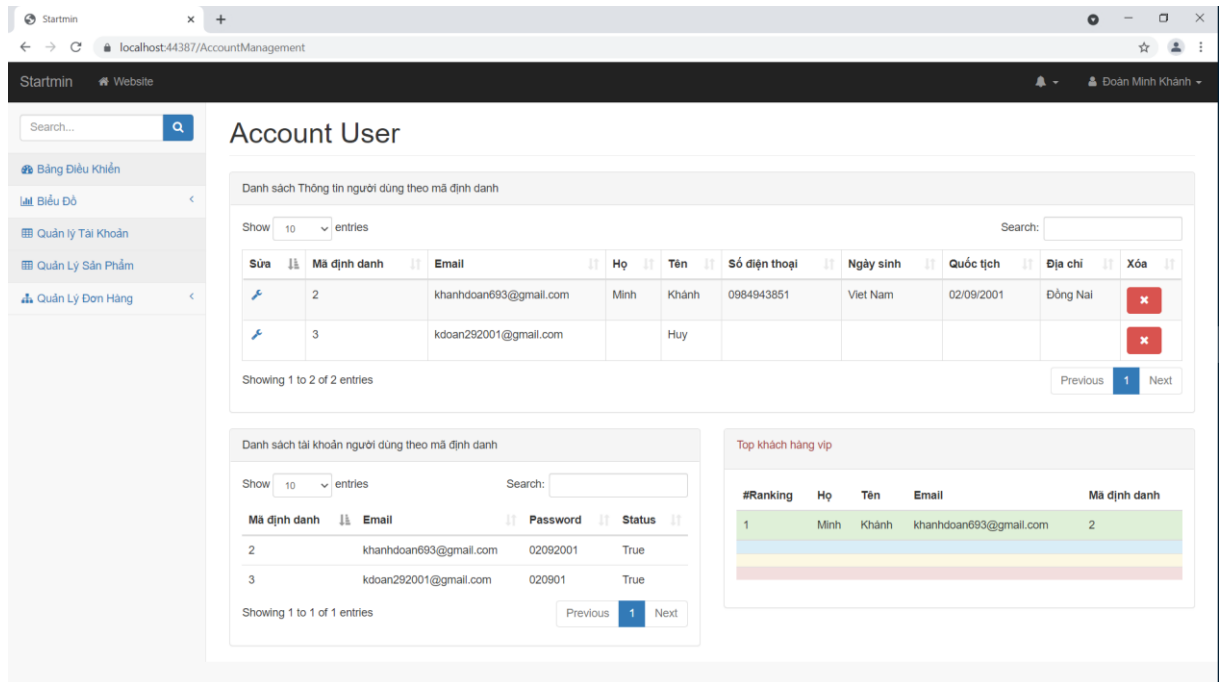 Startmin
localhost:44387/AccountManagement
Startmin Website Đoàn Minh Khánh
Search...
Bảng Điều Khiển
Biểu Đồ
Quản lý Tài Khoản
Quản Lý Sản Phẩm
Quản Lý Đơn Hàng
Account User
Danh sách Thông tin người dùng theo mã định danh
Show 10 entries Search:
Sửa Mã định danh Email Họ Tên Số điện thoại Ngày sinh Quốc tịch Địa chỉ Xóa
2 khanhdoan693@gmail.com Minh Khánh 0984943851 Viet Nam 02/09/2001 Đồng Nai
3 kdoan292001@gmail.com Huy
Showing 1 to 2 of 2 entries Previous 1 Next
Danh sách tài khoản người dùng theo mã định danh
Show 10 entries Search:
Mã định danh Email Password Status
2 khanhdoan693@gmail.com 02092001 True
3 kdoan292001@gmail.com 020901 True
Showing 1 to 1 of 1 entries Previous 1 Next
Top khách hàng vip
#Ranking Họ Tên Email Mã định danh
1 Minh Khánh khanhdoan693@gmail.com 2